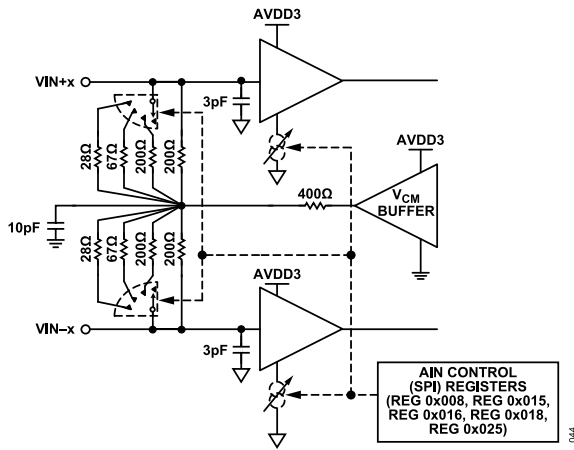 AVDD3
VIN+x
3pF
28Ω
67Ω
200Ω
200Ω
AVDD3
400Ω
VCM
BUFFER
10pF
28Ω
67Ω
200Ω
200Ω
AVDD3
VIN–x
3pF
AIN CONTROL
(SPI) REGISTERS
(REG 0x008, REG 0x015,
REG 0x016, REG 0x018,
REG 0x025)
044